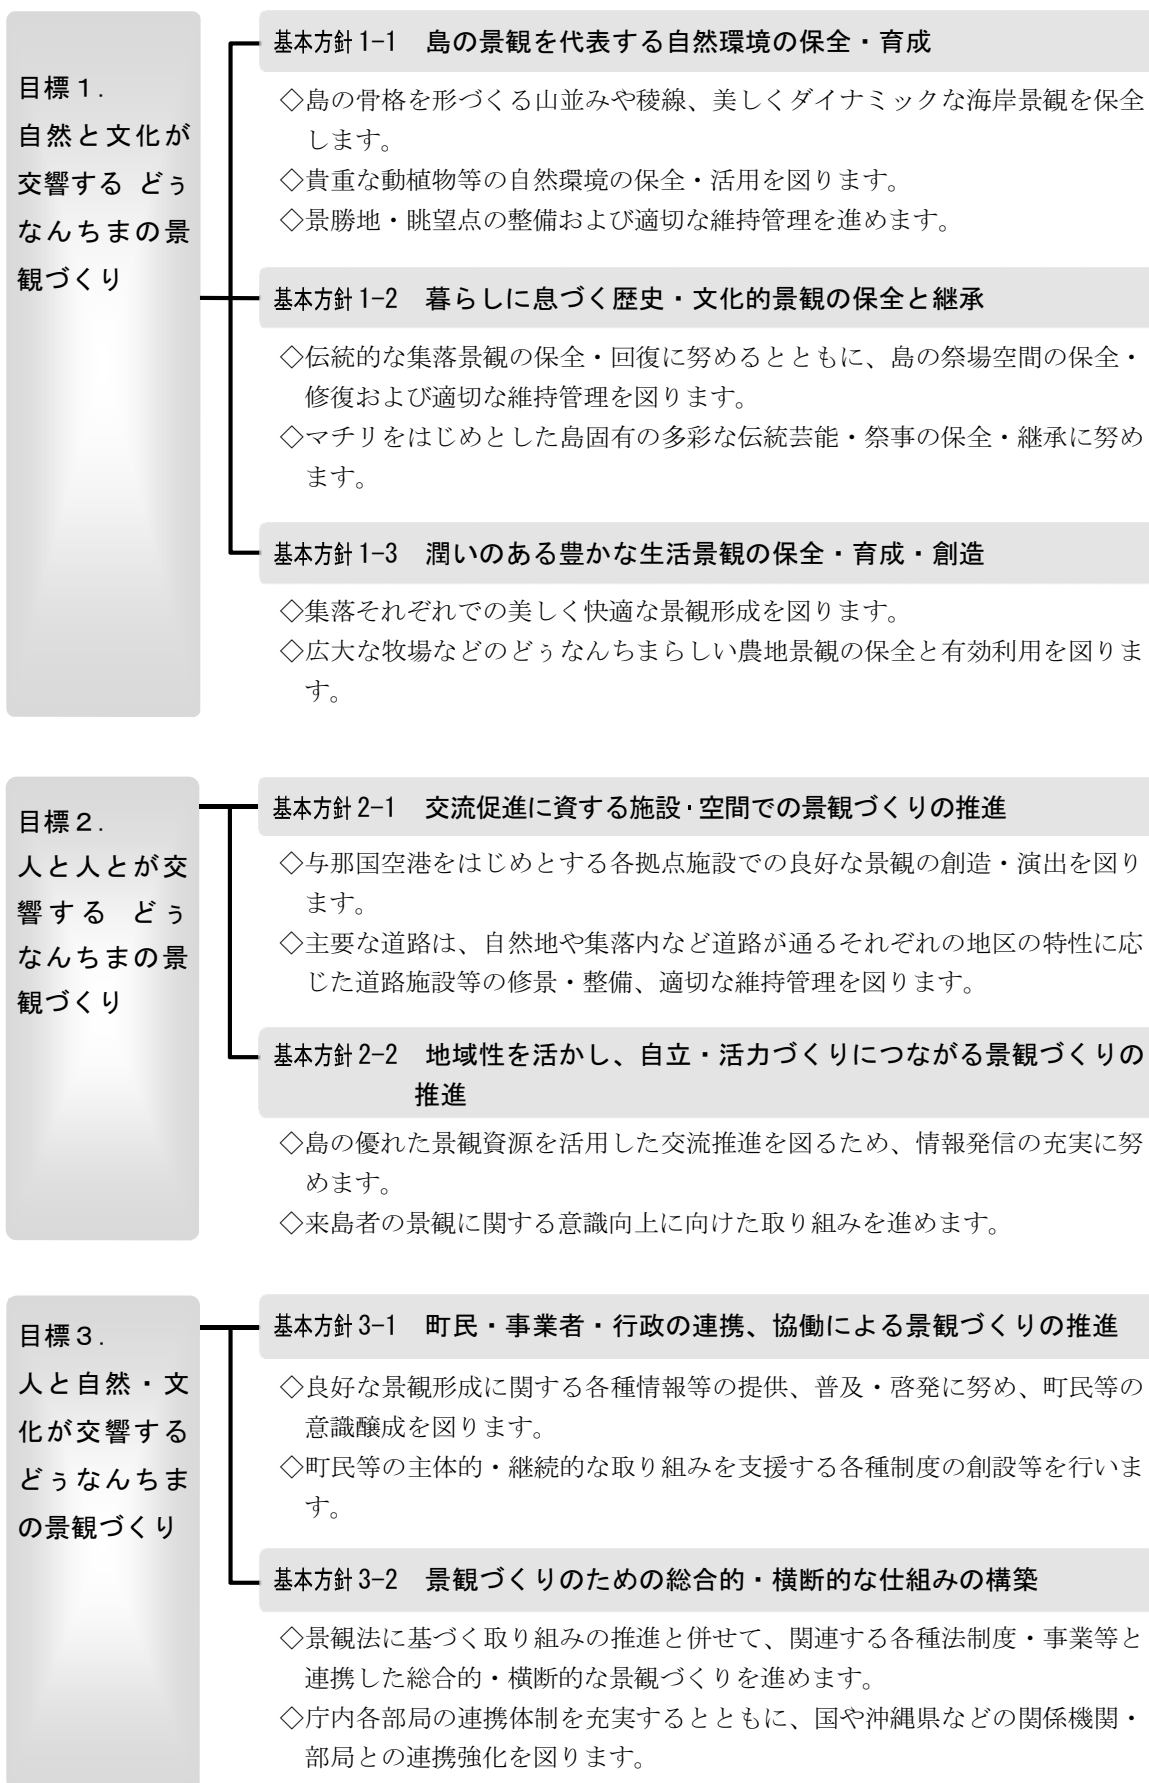 目標１．
自然と文化が
交響する どぅ
なんちまの景
観づくり
基本方針1-1　島の景観を代表する自然環境の保全・育成
◇島の骨格を形づくる山並みや稜線、美しくダイナミックな海岸景観を保全
します。
◇貴重な動植物等の自然環境の保全・活用を図ります。
◇景勝地・眺望点の整備および適切な維持管理を進めます。
基本方針1-2　暮らしに息づく歴史・文化的景観の保全と継承
◇伝統的な集落景観の保全・回復に努めるとともに、島の祭場空間の保全・
修復および適切な維持管理を図ります。
◇マチリをはじめとした島固有の多彩な伝統芸能・祭事の保全・継承に努め
ます。
基本方針1-3　潤いのある豊かな生活景観の保全・育成・創造
◇集落それぞれでの美しく快適な景観形成を図ります。
◇広大な牧場などのどぅなんちまらしい農地景観の保全と有効利用を図りま
す。
目標２．
人と人とが交
響する　どぅ
なんちまの景
観づくり
基本方針2-1　交流促進に資する施設・空間での景観づくりの推進
◇与那国空港をはじめとする各拠点施設での良好な景観の創造・演出を図り
ます。
◇主要な道路は、自然地や集落内など道路が通るそれぞれの地区の特性に応
じた道路施設等の修景・整備、適切な維持管理を図ります。
基本方針2-2　地域性を活かし、自立・活力づくりにつながる景観づくりの
推進
◇島の優れた景観資源を活用した交流推進を図るため、情報発信の充実に努
めます。
◇来島者の景観に関する意識向上に向けた取り組みを進めます。
目標３．
人と自然・文
化が交響する
どぅなんちま
の景観づくり
基本方針3-1　町民・事業者・行政の連携、協働による景観づくりの推進
◇良好な景観形成に関する各種情報等の提供、普及・啓発に努め、町民等の
意識醸成を図ります。
◇町民等の主体的・継続的な取り組みを支援する各種制度の創設等を行いま
す。
基本方針3-2　景観づくりのための総合的・横断的な仕組みの構築
◇景観法に基づく取り組みの推進と併せて、関連する各種法制度・事業等と
連携した総合的・横断的な景観づくりを進めます。
◇庁内各部局の連携体制を充実するとともに、国や沖縄県などの関係機関・
部局との連携強化を図ります。